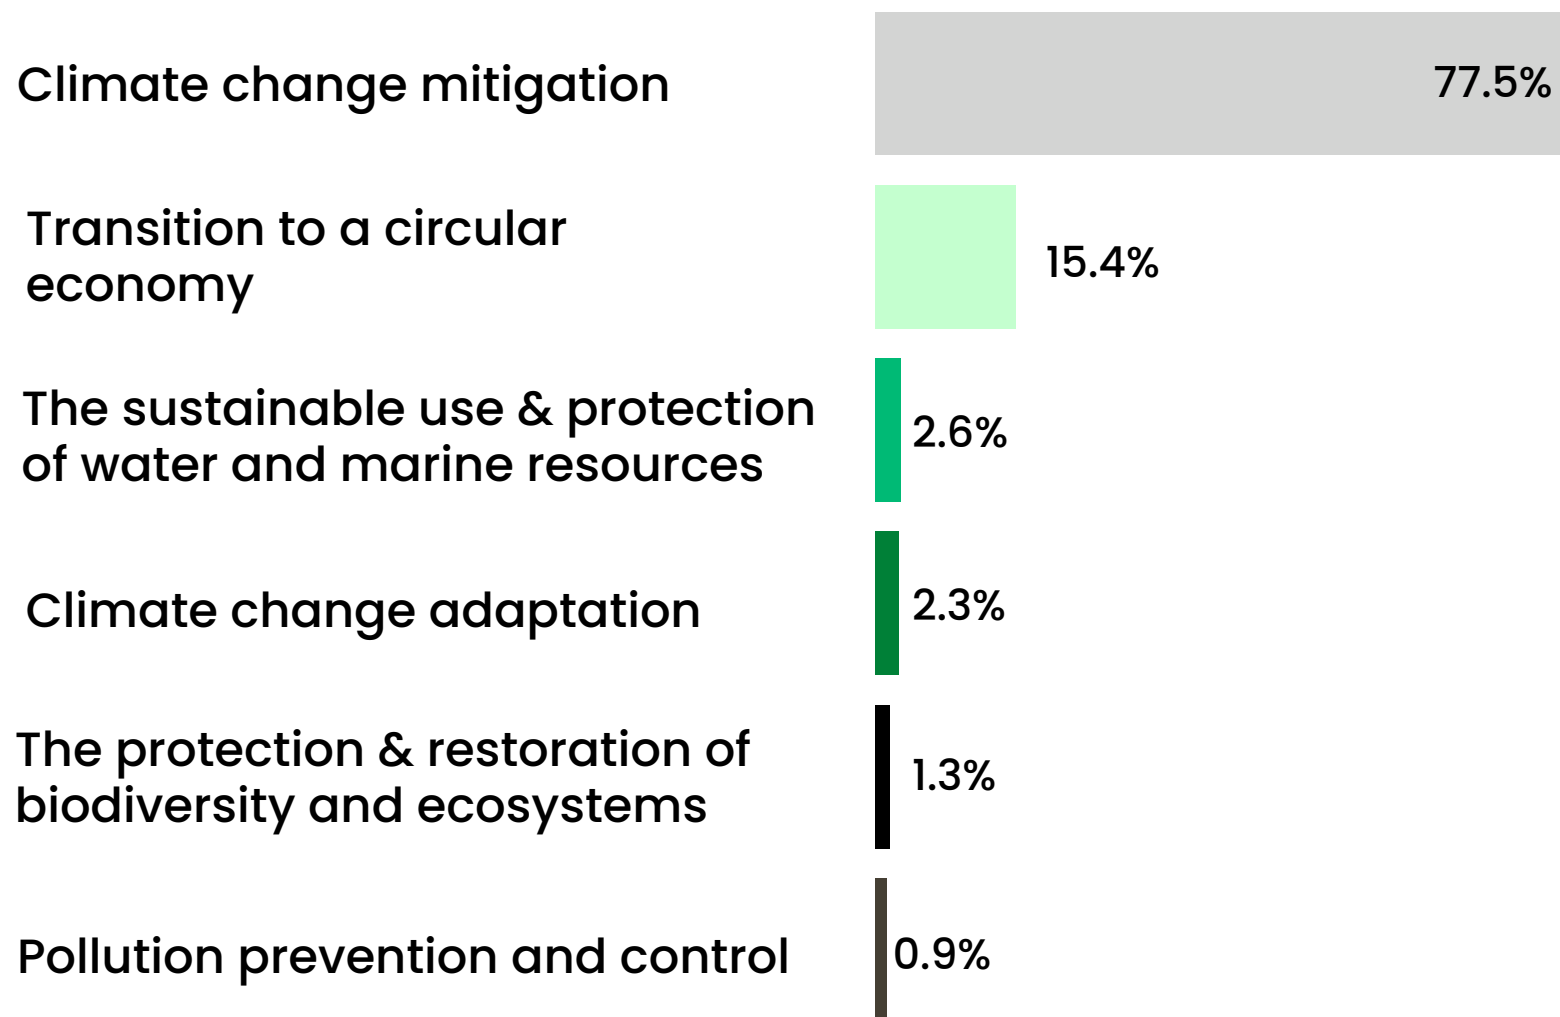 Climate change mitigation
77.5%
Transition to a circular
economy
15.4%
The sustainable use & protection
of water and marine resources
2.6%
Climate change adaptation
2.3%
The protection & restoration of
biodiversity and ecosystems
1.3%
Pollution prevention and control
0.9%